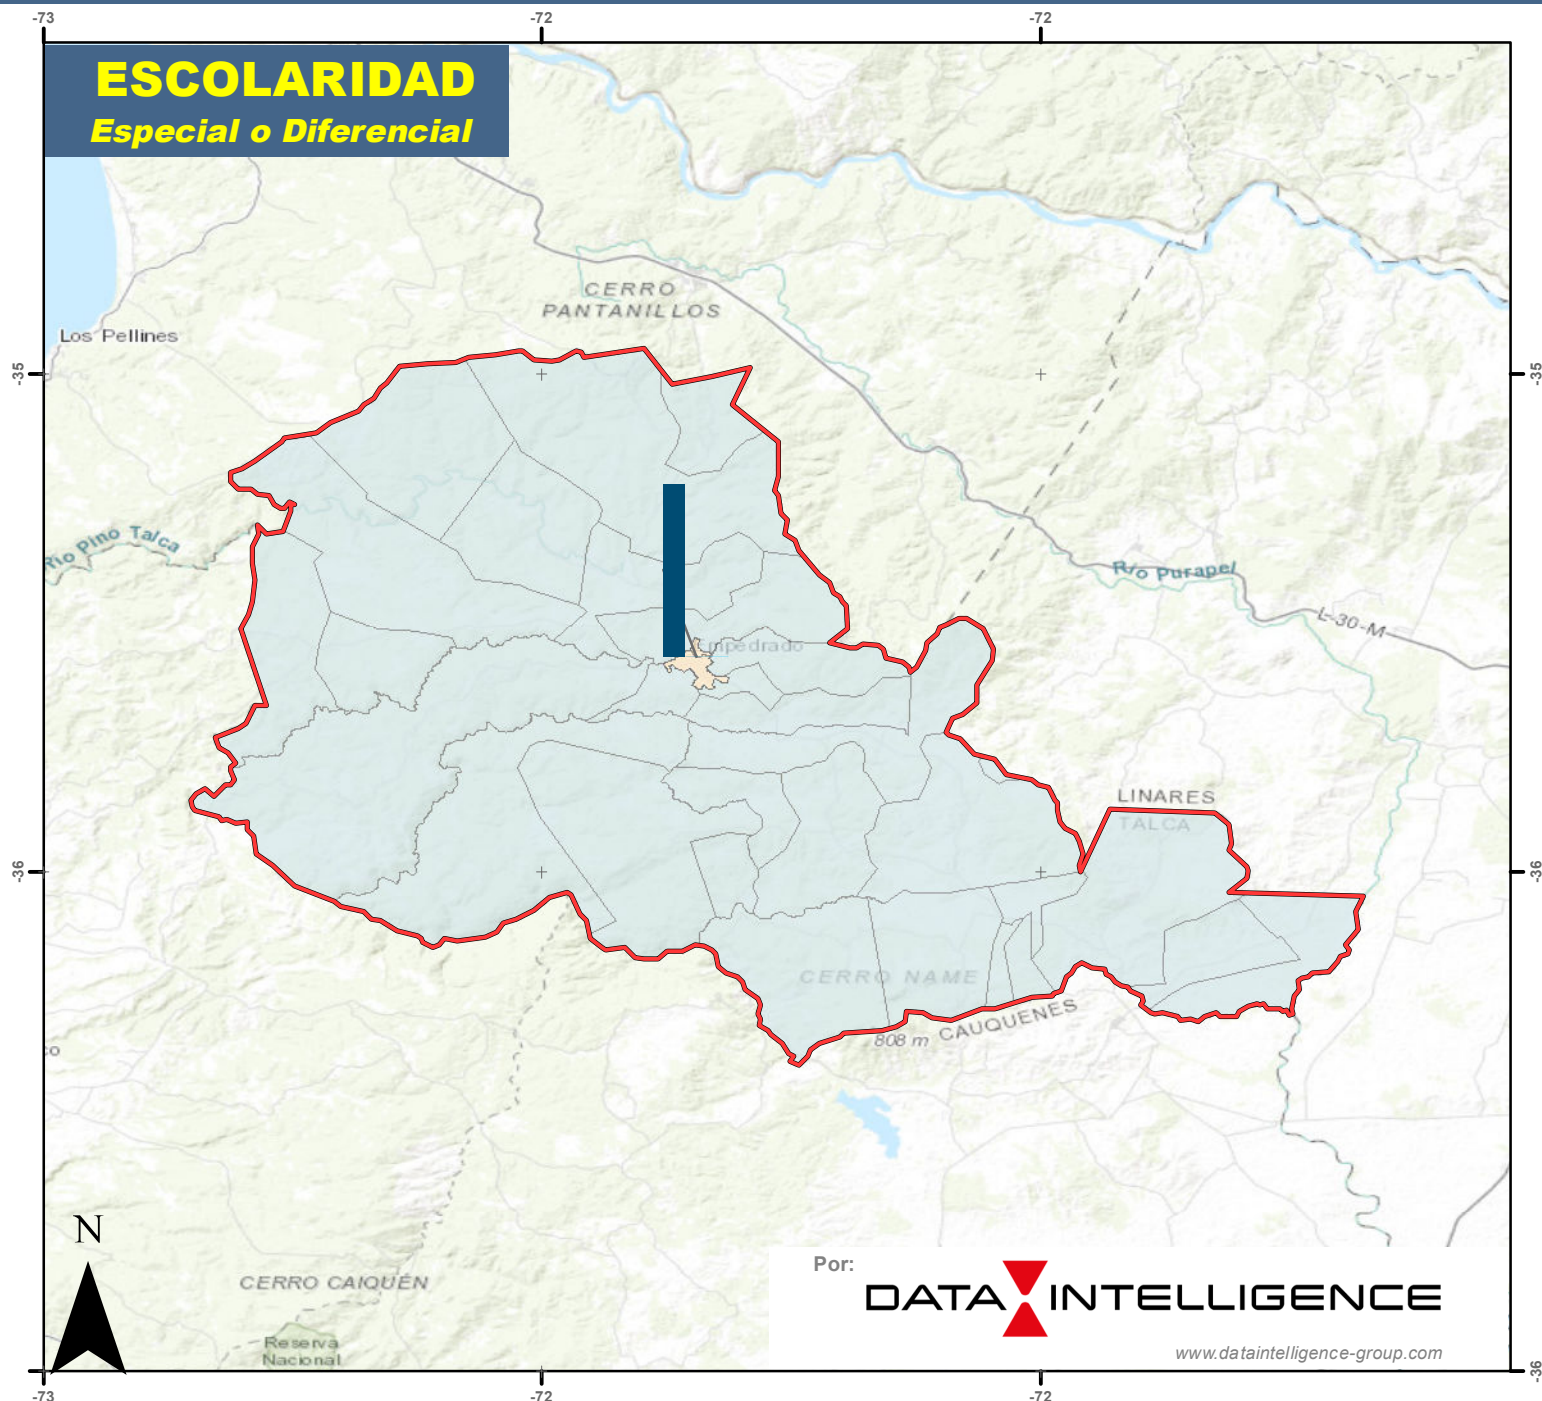 -73 -72 -72
ESCOLARIDAD
Especial o Diferencial
CERRO
PANTANILLOS
Los Pellines
-35 -35
Río Pino Talca
Río Purapel
L-30-M
Empedrado
LINARES
TALCA
-36 -36
CERRO NAME
CAUQUENES
808 m
co
N
Por:
CERRO CAIQUÉN
DATA INTELLIGENCE
Reserva
Nacional
www.dataintelligence-group.com
-36
-73 -72 -72